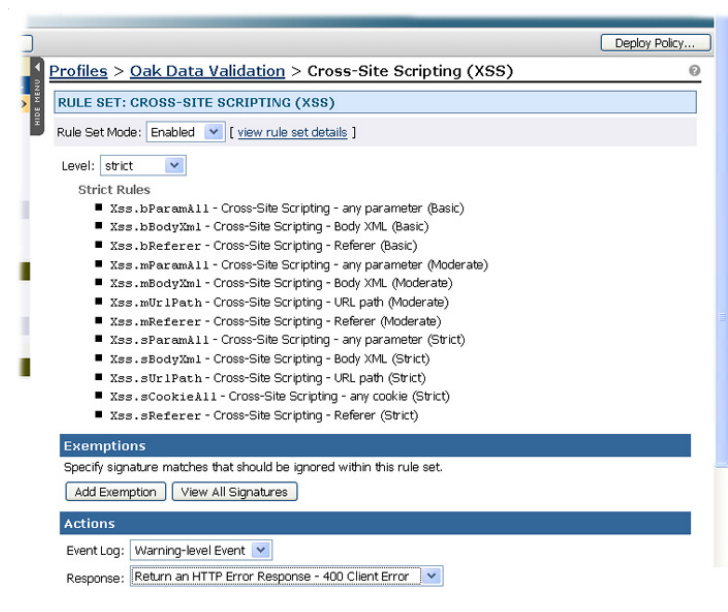 Deploy Policy...
HIDE MENU
Profiles > Oak Data Validation > Cross-Site Scripting (XSS)
RULE SET: CROSS-SITE SCRIPTING (XSS)
Rule Set Mode: Enabled [ view rule set details ]
Level: strict
Strict Rules
Xss.bParamAll - Cross-Site Scripting - any parameter (Basic)
Xss.bBodyXml - Cross-Site Scripting - Body XML (Basic)
Xss.bReferer - Cross-Site Scripting - Referer (Basic)
Xss.mParamAll - Cross-Site Scripting - any parameter (Moderate)
Xss.mBodyXml - Cross-Site Scripting - Body XML (Moderate)
Xss.mUrlPath - Cross-Site Scripting - URL path (Moderate)
Xss.mReferer - Cross-Site Scripting - Referer (Moderate)
Xss.sParamAll - Cross-Site Scripting - any parameter (Strict)
Xss.sBodyXml - Cross-Site Scripting - Body XML (Strict)
Xss.sUrlPath - Cross-Site Scripting - URL path (Strict)
Xss.sCookieAll - Cross-Site Scripting - any cookie (Strict)
Xss.sReferer - Cross-Site Scripting - Referer (Strict)
Exemptions
Specify signature matches that should be ignored within this rule set.
Add Exemption View All Signatures
Actions
Event Log: Warning-level Event
Response: Return an HTTP Error Response - 400 Client Error